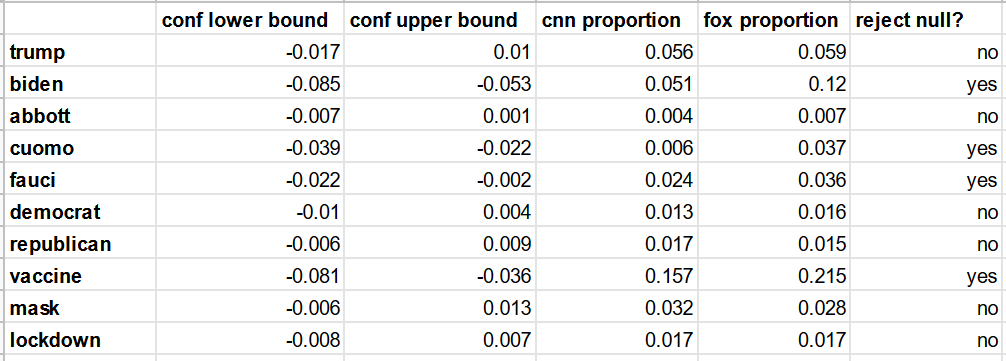 conf lower bound conf upper bound cnn proportion fox proportion reject null?
trump -0.017 0.01 0.056 0.059 no
biden -0.085 -0.053 0.051 0.12 yes
abbott -0.007 0.001 0.004 0.007 no
cuomo -0.039 -0.022 0.006 0.037 yes
fauci -0.022 -0.002 0.024 0.036 yes
democrat -0.01 0.004 0.013 0.016 no
republican -0.006 0.009 0.017 0.015 no
vaccine -0.081 -0.036 0.157 0.215 yes
mask -0.006 0.013 0.032 0.028 no
lockdown -0.008 0.007 0.017 0.017 no